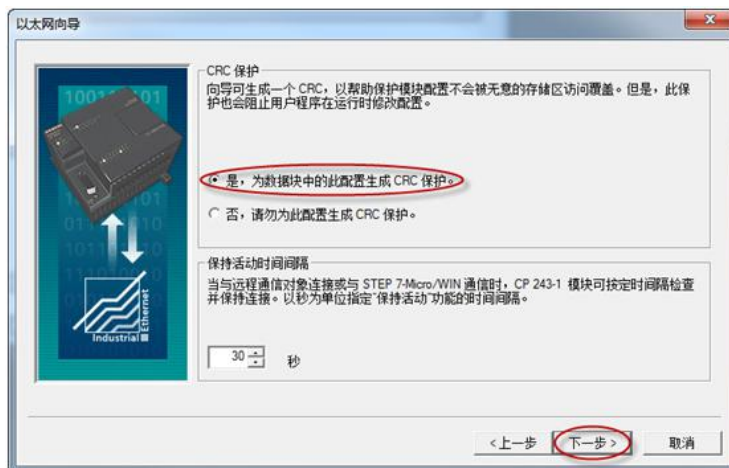 以太网向导
CRC 保护
向导可生成一个 CRC，以帮助保护模块配置不会被无意的存储区访问覆盖。但是，此保
护也会阻止用户程序在运行时修改配置。
是，为数据块中的此配置生成 CRC 保护。
否，请勿为此配置生成 CRC 保护。
保持活动时间间隔
当与远程通信对象连接或与 STEP 7-Micro/WIN 通信时，CP 243-1 模块可按定时间隔检查
并保持连接。以秒为单位指定"保持活动"功能的时间间隔。
30 秒
Industrial
Ethernet
<上一步
下一步>
取消